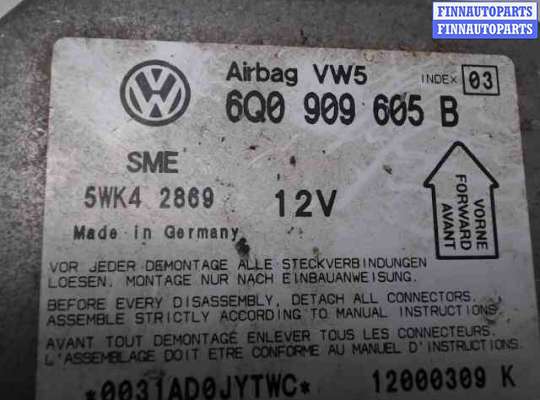 FINNAUTOPARTS
FINNAUTOPARTS
Airbag VW5 INDEX 03
6Q0 909 605 B
SME
5WK4 2869 12V
Made in Germany
VORNE
FORWARD
AVANT
VOR JEDER DEMONTAGE ALLE STECKVERBINDUNGEN
LOESEN. MONTAGE NUR NACH EINBAUANWEISUNG.
BEFORE EVERY DISASSEMBLY, DETACH ALL CONNECTORS.
ASSEMBLE STRICTLY ACCORDING TO MANUAL INSTRUCTIONS
AVANT TOUT DEMONTAGE ENLEVER TOUS LES CONNECTEURS.
L'ASSEMBLAGE DOIT ETRE CONFORME AU MANUEL D'INSTRUCTIONS.
*0031AD0JYTWC* 12000309 K